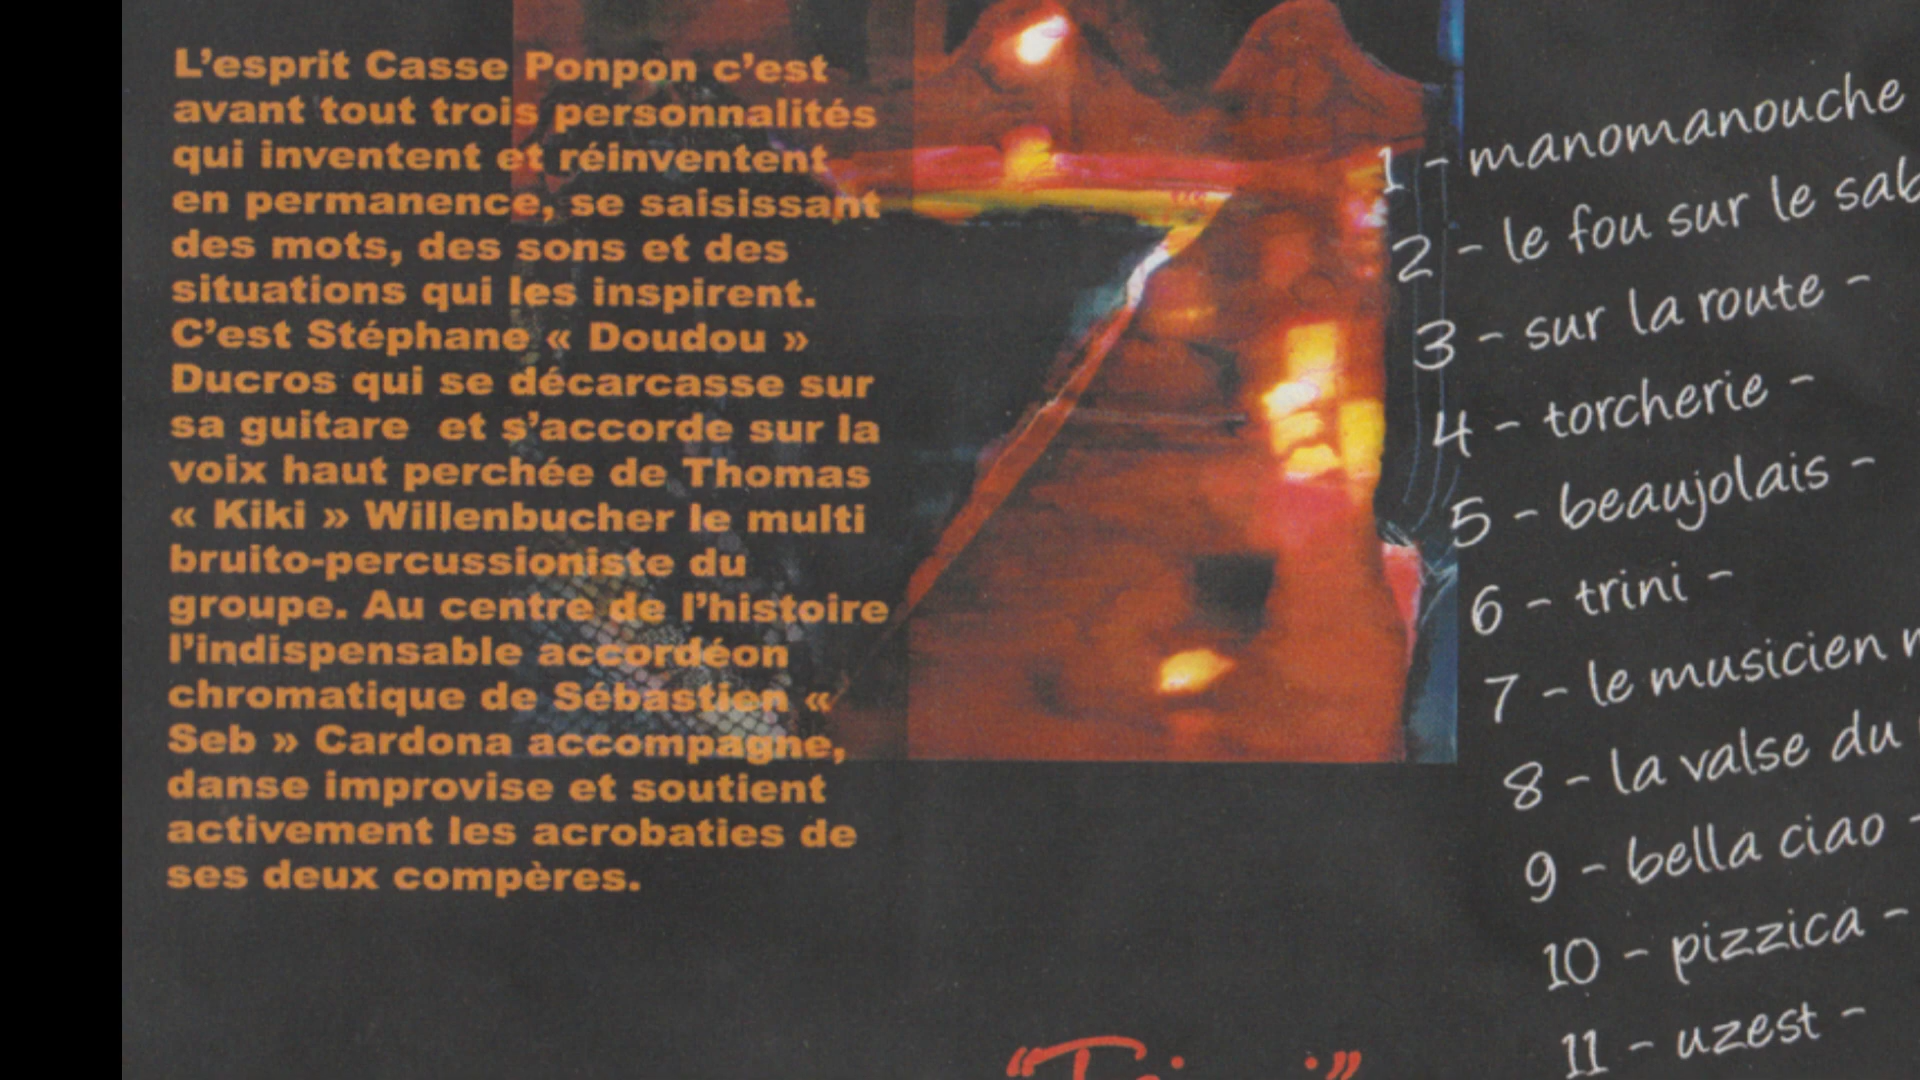 L'esprit Casse Ponpon c'est
avant tout trois personnalités
qui inventent et réinventent
en permanence, se saisissant
des mots, des sons et des
situations qui les inspirent.
C'est Stéphane « Doudou »
Ducros qui se décarcasse sur
sa guitare et s'accorde sur la
voix haut perchée de Thomas
« Kiki » Willenbucher le multi
bruito-percussioniste du
groupe. Au centre de l'histoire
l'indispensable accordéon
chromatique de Sébastien «
Seb » Cardona accompagne,
danse improvise et soutient
activement les acrobaties de
ses deux compères.
1 - manomanouche
2 - le fou sur le
3 - sur la route -
4 - torcherie -
5 - beaujolais -
6 - trini -
7 - le musicien
8 - la valse du
9 - bella ciao -
10 - pizzica -
11 - uzest -